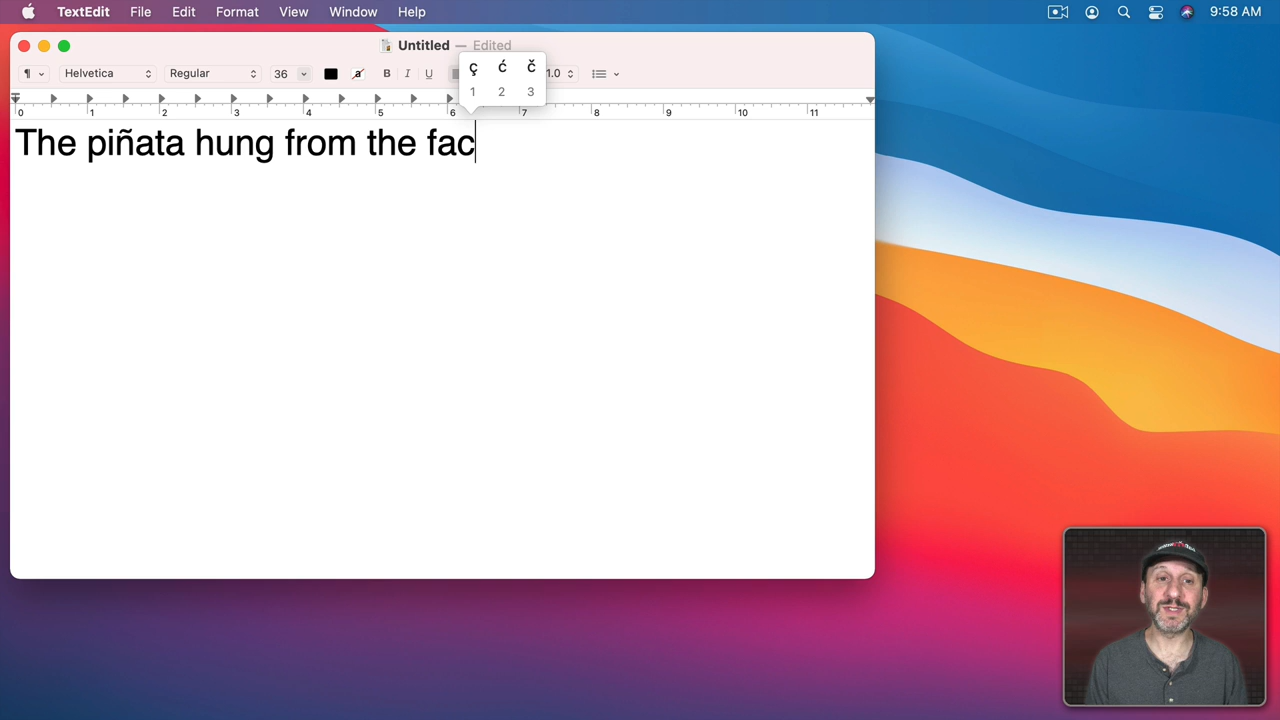 TextEdit File Edit Format View Window Help 9:58 AM
Untitled — Edited
¶ Helvetica Regular 36 a B I U 1.0
ç ć č
1 2 3
0 1 2 3 4 5 6 7 8 9 10 11
The piñata hung from the fac